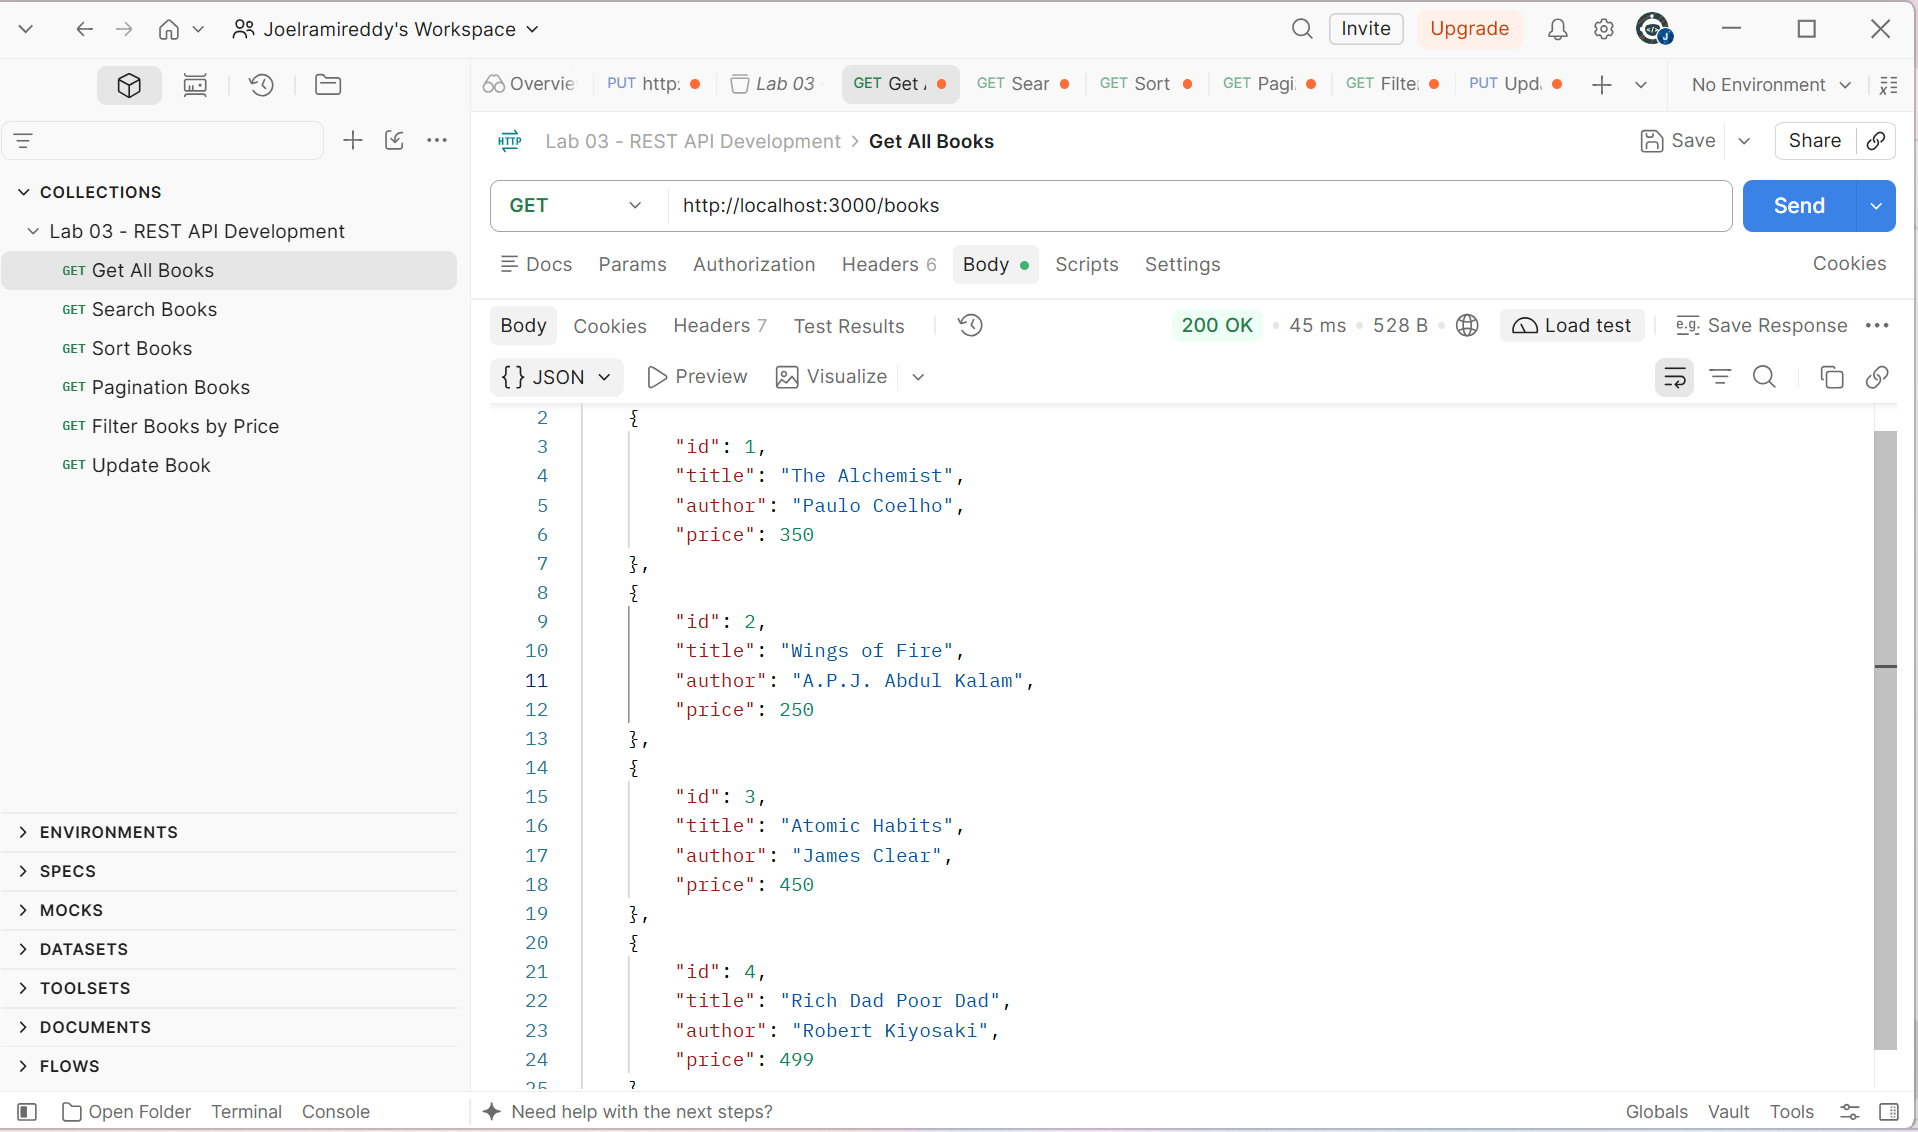 Joelramireddy's Workspace
Invite
Upgrade
J
Overvie
PUT http:
Lab 03
GET Get
GET Sear
GET Sort
GET Pagi
GET Filte
PUT Upd
No Environment
HTTP Lab 03 - REST API Development > Get All Books
Save
Share
COLLECTIONS
Lab 03 - REST API Development
GET Get All Books
GET Search Books
GET Sort Books
GET Pagination Books
GET Filter Books by Price
GET Update Book
ENVIRONMENTS
SPECS
MOCKS
DATASETS
TOOLSETS
DOCUMENTS
FLOWS
GET http://localhost:3000/books
Send
Docs Params Authorization Headers 6 Body Scripts Settings
Cookies
Body Cookies Headers 7 Test Results
200 OK • 45 ms • 528 B
Load test
e.g. Save Response
{} JSON Preview Visualize
2 {
3 "id": 1,
4 "title": "The Alchemist",
5 "author": "Paulo Coelho",
6 "price": 350
7 },
8 {
9 "id": 2,
10 "title": "Wings of Fire",
11 "author": "A.P.J. Abdul Kalam",
12 "price": 250
13 },
14 {
15 "id": 3,
16 "title": "Atomic Habits",
17 "author": "James Clear",
18 "price": 450
19 },
20 {
21 "id": 4,
22 "title": "Rich Dad Poor Dad",
23 "author": "Robert Kiyosaki",
24 "price": 499
25 }
Open Folder Terminal Console
Need help with the next steps?
Globals Vault Tools